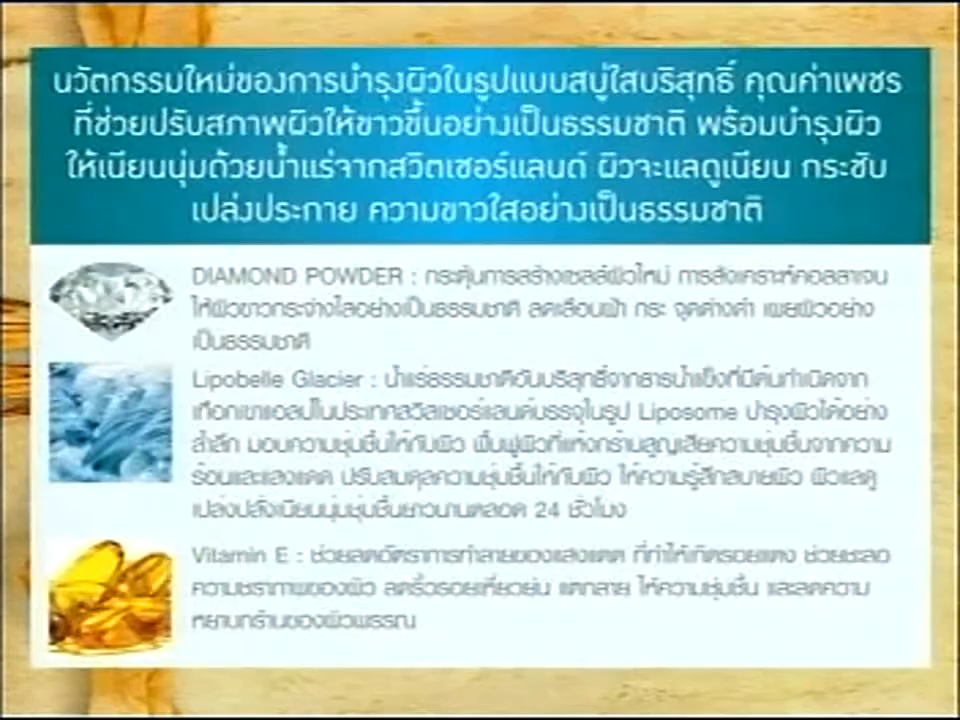 นวัตกรรมใหม่ของการบำรุงผิวในรูปแบบสบู่ใสบริสุทธิ์ คุณค่าเพชร
ที่ช่วยปรับสภาพผิวให้ขาวขึ้นอย่างเป็นธรรมชาติ พร้อมบำรุงผิว
ให้เนียนนุ่มด้วยน้ำแร่จากสวิตเซอร์แลนด์ ผิวจะแลดูเนียน กระชับ
เปล่งประกาย ความขาวใสอย่างเป็นธรรมชาติ
DIAMOND POWDER : กระตุ้นการสร้างเซลล์ผิวใหม่ การสังเคราะห์คอลลาเจน
ให้ผิวขาวกระจ่างใสอย่างเป็นธรรมชาติ ลดเลือนฝ้า กระ จุดด่างดำ เผยผิวอย่าง
เป็นธรรมชาติ
Lipobelle Glacier : น้ำแร่ธรรมชาติอันบริสุทธิ์จากธารน้ำแข็งที่มีต้นกำเนิดจาก
เทือกเขาแอลป์ในประเทศสวิสเซอร์แลนด์บรรจุในรูป Liposome บำรุงผิวได้อย่าง
ล้ำลึก มอบความชุ่มชื้นให้กับผิว ฟื้นฟูผิวที่แห้งกร้านสูญเสียความชุ่มชื้นจากความ
ร้อนและแสงแดด ปรับสมดุลความชุ่มชื้นให้กับผิว ให้ความรู้สึกสบายผิว ผิวแลดู
เปล่งปลั่งเนียนนุ่มชุ่มชื้นยาวนานตลอด 24 ชั่วโมง
Vitamin E : ช่วยลดอัตราการทำลายของแสงแดด ที่ทำให้เกิดรอยแดง ช่วยชะลอ
ความชราภาพของผิว ลดริ้วรอยเหี่ยวย่น แตกลาย ให้ความชุ่มชื้น และลดความ
หยาบกร้านของผิวพรรณ